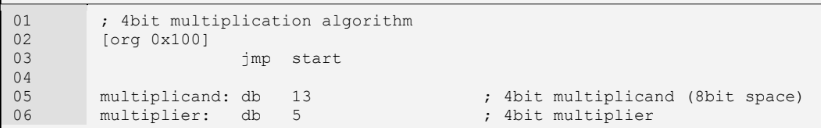 01 ; 4bit multiplication algorithm
02 [org 0x100]
03 jmp start
04
05 multiplicand: db 13 ; 4bit multiplicand (8bit space)
06 multiplier: db 5 ; 4bit multiplier